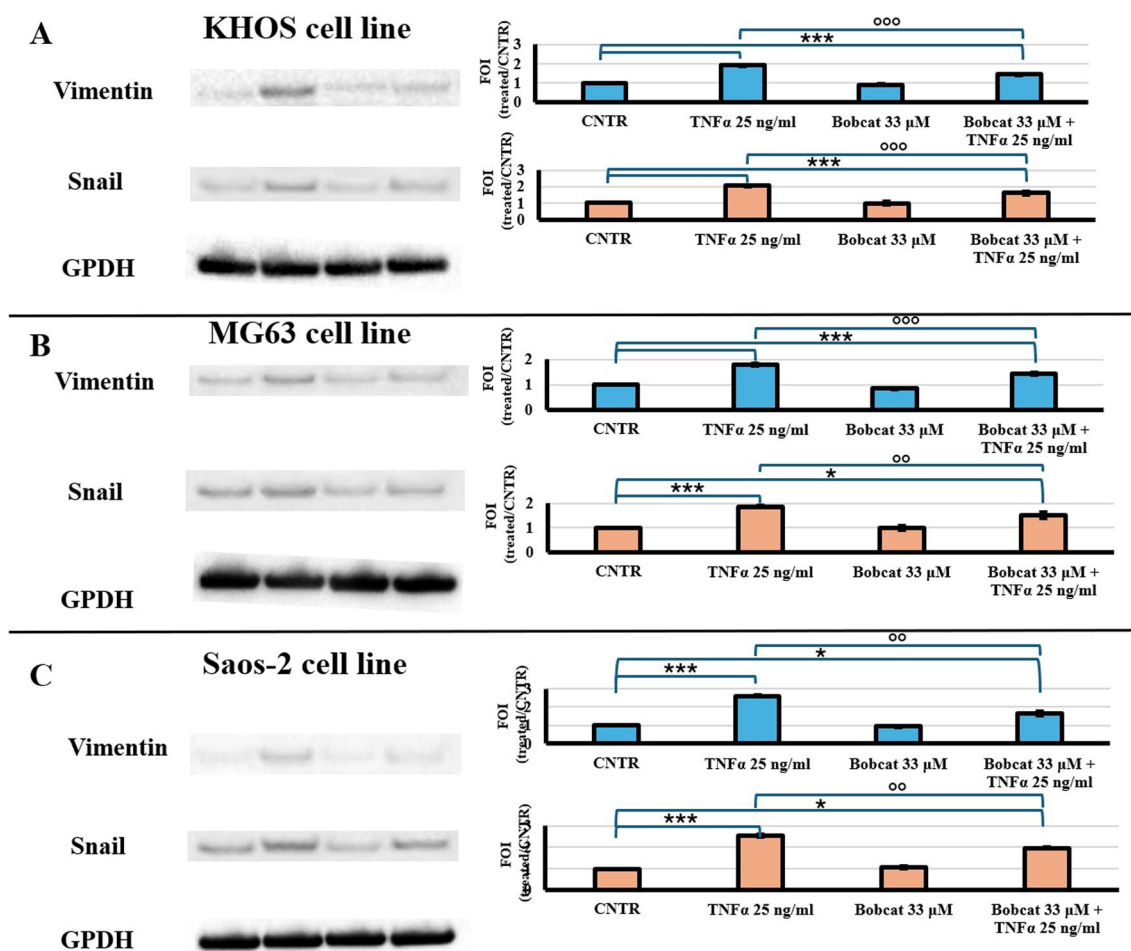 A
KHOS cell line
Vimentin
Snail
GPDH
FOI
(treated/CNTR)
3
2
1
0
***
°°°
CNTR
TNFα 25 ng/ml
Bobcat 33 µM
Bobcat 33 µM +
TNFα 25 ng/ml
FOI
(treated/CNTR)
3
2
1
***
°°°
CNTR
TNFα 25 ng/ml
Bobcat 33 µM
Bobcat 33 µM +
TNFα 25 ng/ml
B
MG63 cell line
Vimentin
Snail
GPDH
FOI
(treated/CNTR)
2
1
0
***
°°°
CNTR
TNFα 25 ng/ml
Bobcat 33 µM
Bobcat 33 µM +
TNFα 25 ng/ml
FOI
(treated/CNTR)
2
1
0
***
*
°°
CNTR
TNFα 25 ng/ml
Bobcat 33 µM
Bobcat 33 µM +
TNFα 25 ng/ml
C
Saos-2 cell line
Vimentin
Snail
GPDH
FOI
(treated/CNTR)
3
1
***
*
°°
CNTR
TNFα 25 ng/ml
Bobcat 33 µM
Bobcat 33 µM +
TNFα 25 ng/ml
FOI
(treated/CNTR)
***
*
°°
CNTR
TNFα 25 ng/ml
Bobcat 33 µM
Bobcat 33 µM +
TNFα 25 ng/ml